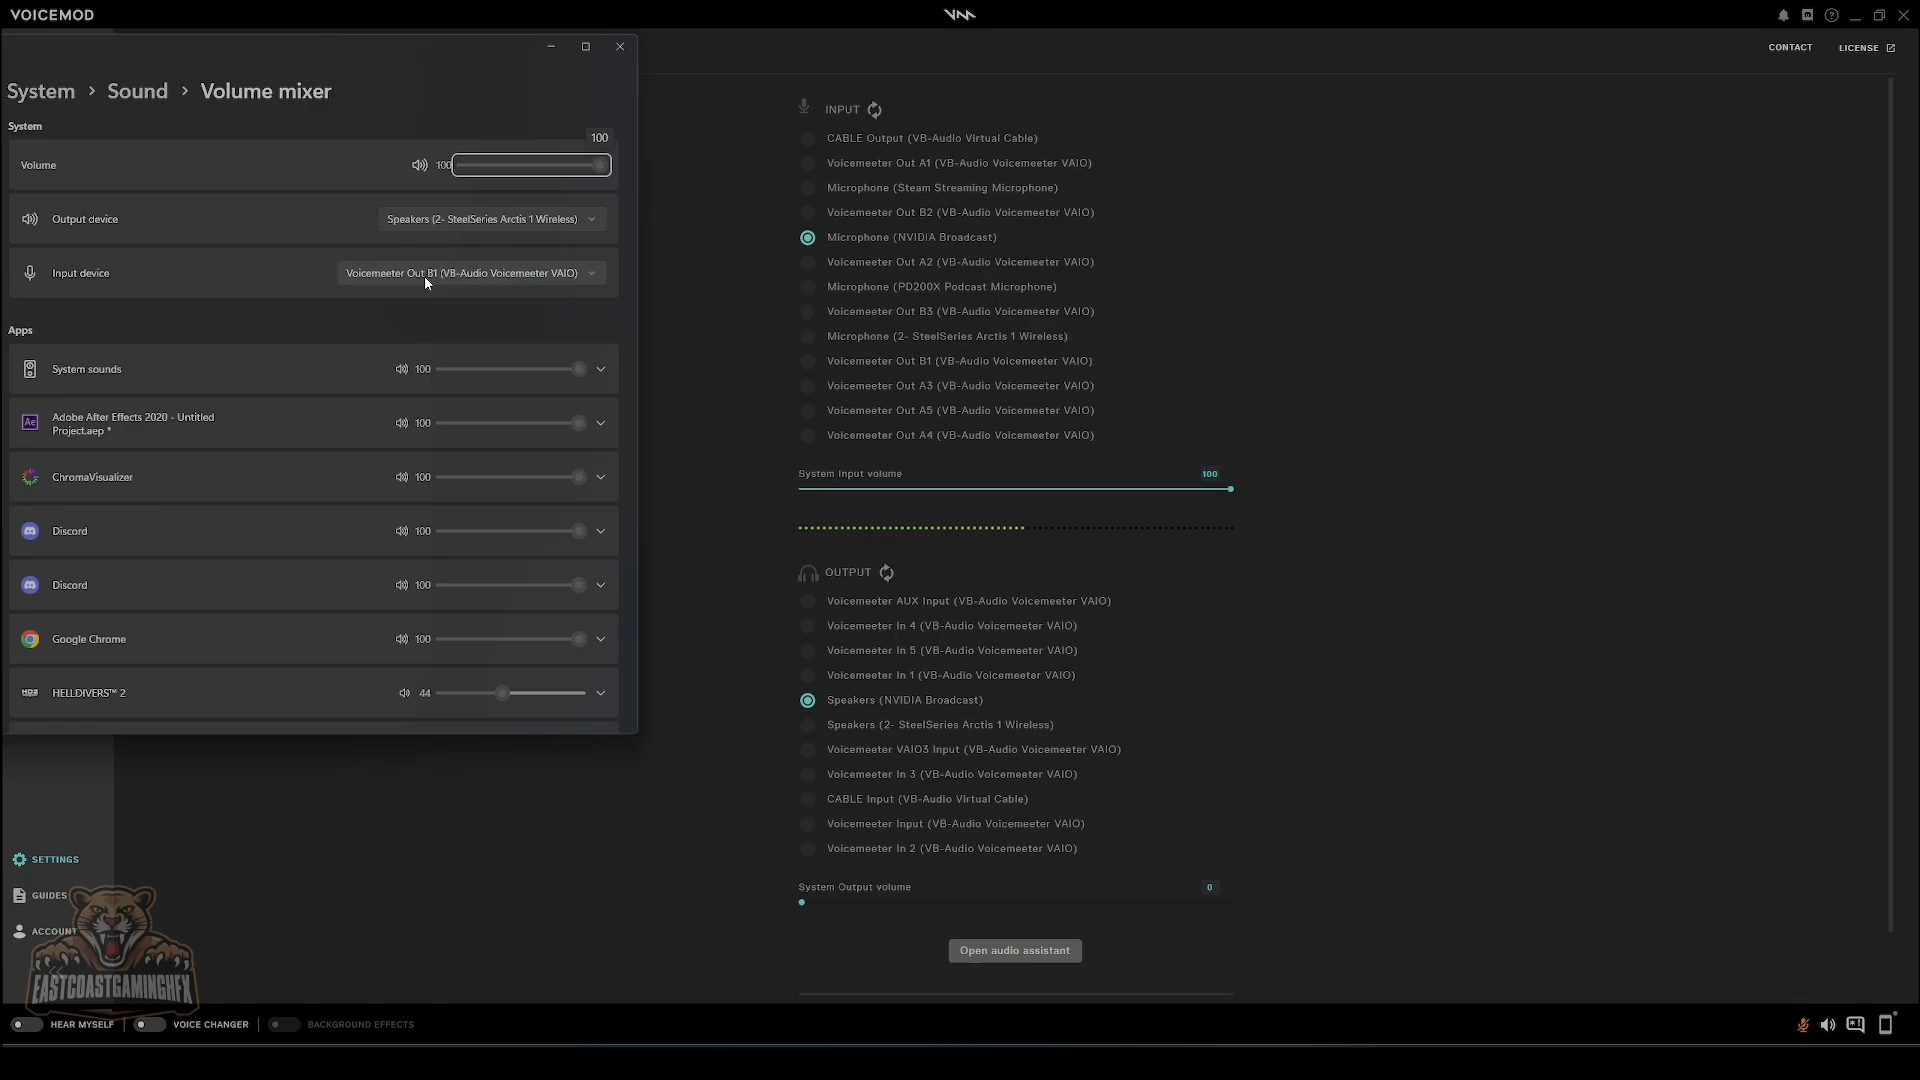 VOICEMOD
CONTACT
LICENSE
System > Sound > Volume mixer
System
100
Volume
100
Output device
Speakers (2- SteelSeries Arctis 1 Wireless)
Input device
Voicemeeter Out B1 (VB-Audio Voicemeeter VAIO)
Apps
System sounds
100
Ae
Adobe After Effects 2020 - Untitled
Project.aep *
100
ChromaVisualizer
100
Discord
100
Discord
100
Google Chrome
100
HELLDIVERS™ 2
44
INPUT
CABLE Output (VB-Audio Virtual Cable)
Voicemeeter Out A1 (VB-Audio Voicemeeter VAIO)
Microphone (Steam Streaming Microphone)
Voicemeeter Out B2 (VB-Audio Voicemeeter VAIO)
Microphone (NVIDIA Broadcast)
Voicemeeter Out A2 (VB-Audio Voicemeeter VAIO)
Microphone (PD200X Podcast Microphone)
Voicemeeter Out B3 (VB-Audio Voicemeeter VAIO)
Microphone (2- SteelSeries Arctis 1 Wireless)
Voicemeeter Out B1 (VB-Audio Voicemeeter VAIO)
Voicemeeter Out A3 (VB-Audio Voicemeeter VAIO)
Voicemeeter Out A5 (VB-Audio Voicemeeter VAIO)
Voicemeeter Out A4 (VB-Audio Voicemeeter VAIO)
System Input volume
100
OUTPUT
Voicemeeter AUX Input (VB-Audio Voicemeeter VAIO)
Voicemeeter In 4 (VB-Audio Voicemeeter VAIO)
Voicemeeter In 5 (VB-Audio Voicemeeter VAIO)
Voicemeeter In 1 (VB-Audio Voicemeeter VAIO)
Speakers (NVIDIA Broadcast)
Speakers (2- SteelSeries Arctis 1 Wireless)
Voicemeeter VAIO3 Input (VB-Audio Voicemeeter VAIO)
Voicemeeter In 3 (VB-Audio Voicemeeter VAIO)
CABLE Input (VB-Audio Virtual Cable)
Voicemeeter Input (VB-Audio Voicemeeter VAIO)
Voicemeeter In 2 (VB-Audio Voicemeeter VAIO)
System Output volume
0
Open audio assistant
SETTINGS
GUIDES
ACCOUNT
EASTCOASTGAMINGHFX
HEAR MYSELF
VOICE CHANGER
BACKGROUND EFFECTS